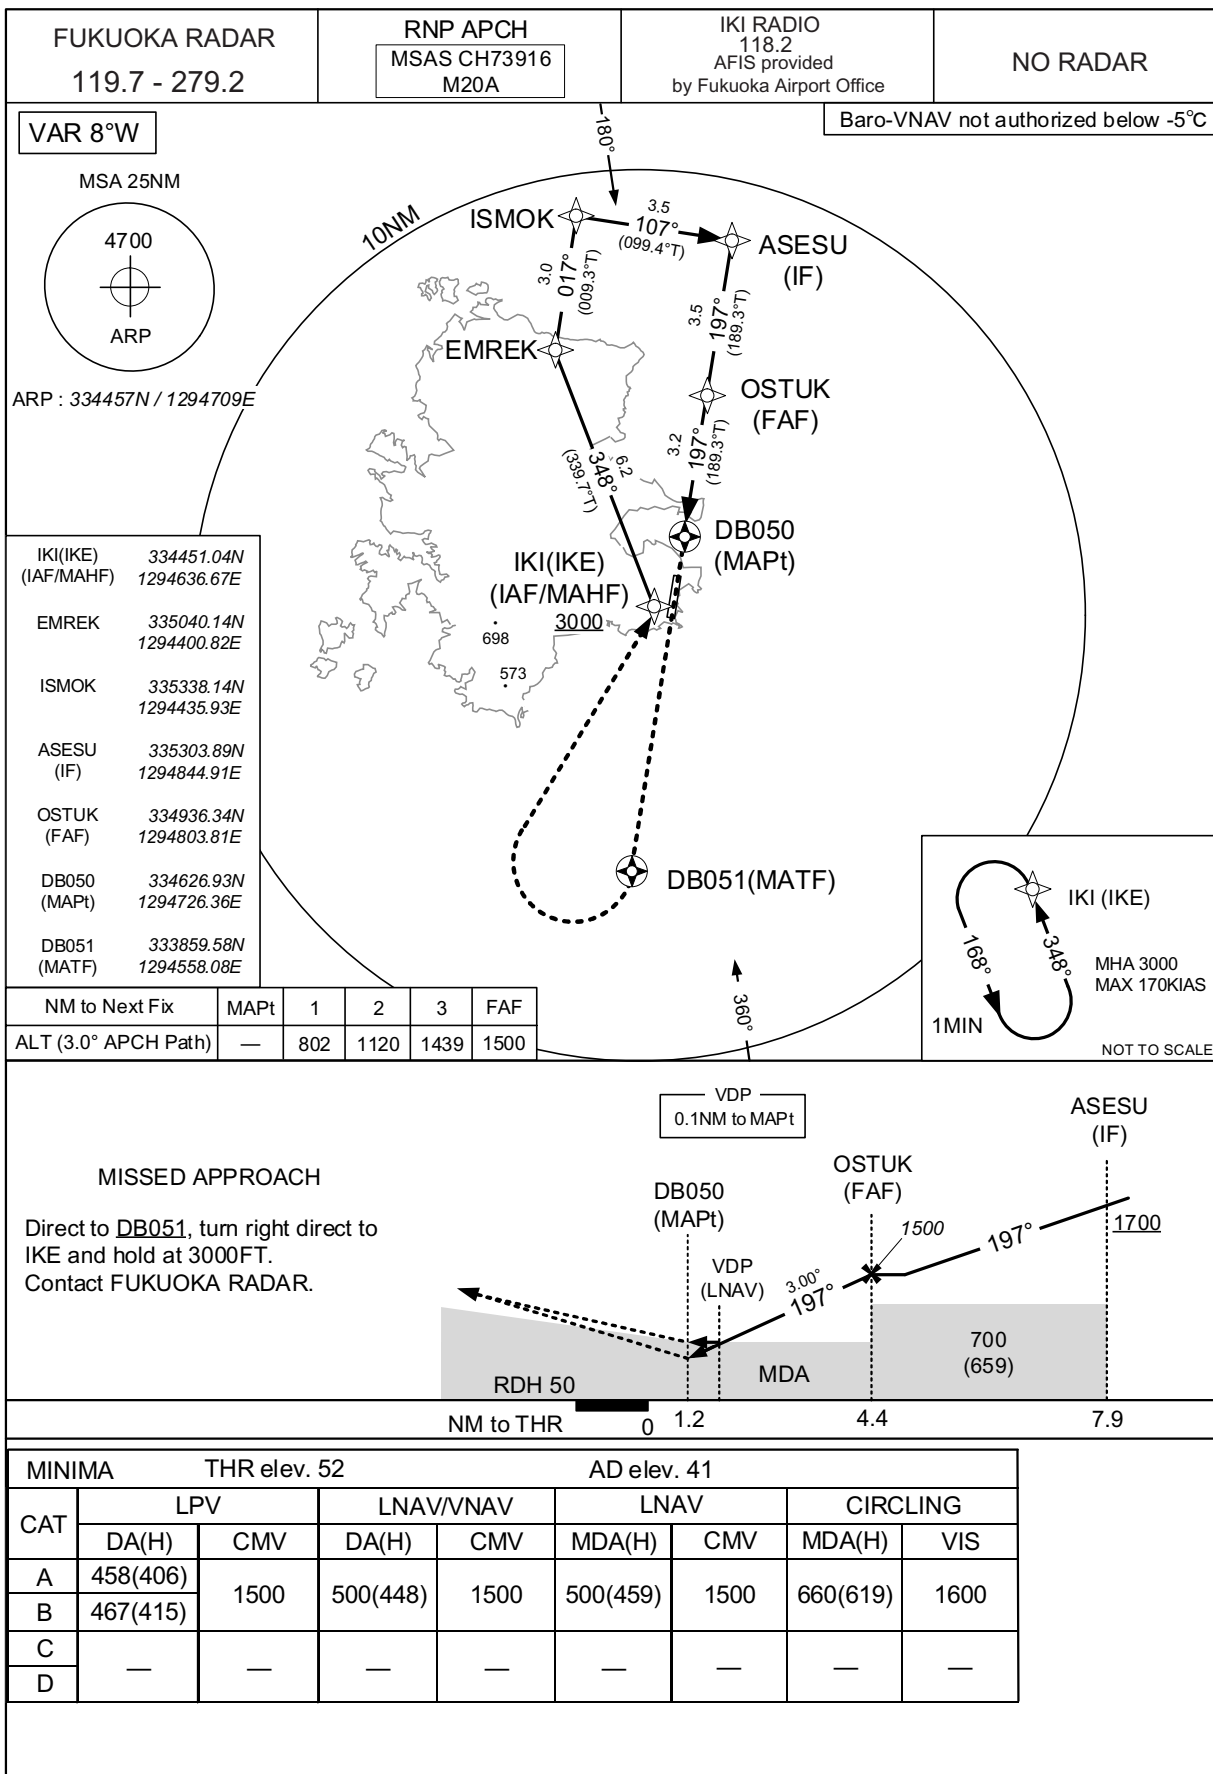 FUKUOKA RADAR
119.7 - 279.2
RNP APCH
MSAS CH73916
M20A
IKI RADIO
118.2
AFIS provided
by Fukuoka Airport Office
NO RADAR
VAR 8°W
Baro-VNAV not authorized below -5°C
MSA 25NM
4700
ARP
ARP : 334457N / 1294709E
180°
10NM
ISMOK
3.5
107°
(099.4°T)
ASESU
(IF)
3.0
017°
(009.3°T)
3.5
197°
(189.3°T)
EMREK
OSTUK
(FAF)
3.2
197°
(189.3°T)
6.2
348°
(339.7°T)
DB050
(MAPt)
IKI(IKE)
(IAF/MAHF)
3000
698
573
DB051(MATF)
360°
IKI(IKE) 334451.04N
(IAF/MAHF) 1294636.67E
EMREK 335040.14N
1294400.82E
ISMOK 335338.14N
1294435.93E
ASESU 335303.89N
(IF) 1294844.91E
OSTUK 334936.34N
(FAF) 1294803.81E
DB050 334626.93N
(MAPt) 1294726.36E
DB051 333859.58N
(MATF) 1294558.08E
IKI (IKE)
168°
348°
MHA 3000
MAX 170KIAS
1MIN
NOT TO SCALE
NM to Next Fix MAPt 1 2 3 FAF
ALT (3.0° APCH Path) — 802 1120 1439 1500
VDP
0.1NM to MAPt
MISSED APPROACH
Direct to DB051, turn right direct to
IKE and hold at 3000FT.
Contact FUKUOKA RADAR.
ASESU
(IF)
OSTUK
(FAF)
DB050
(MAPt)
VDP
(LNAV)
1500
1700
197°
3.00°
197°
700
(659)
MDA
RDH 50
NM to THR 0 1.2 4.4 7.9
MINIMA THR elev. 52 AD elev. 41
CAT LPV LNAV/VNAV LNAV CIRCLING
DA(H) CMV DA(H) CMV MDA(H) CMV MDA(H) VIS
A 458(406) 1500 500(448) 1500 500(459) 1500 660(619) 1600
B 467(415)
C — — — — — — — —
D